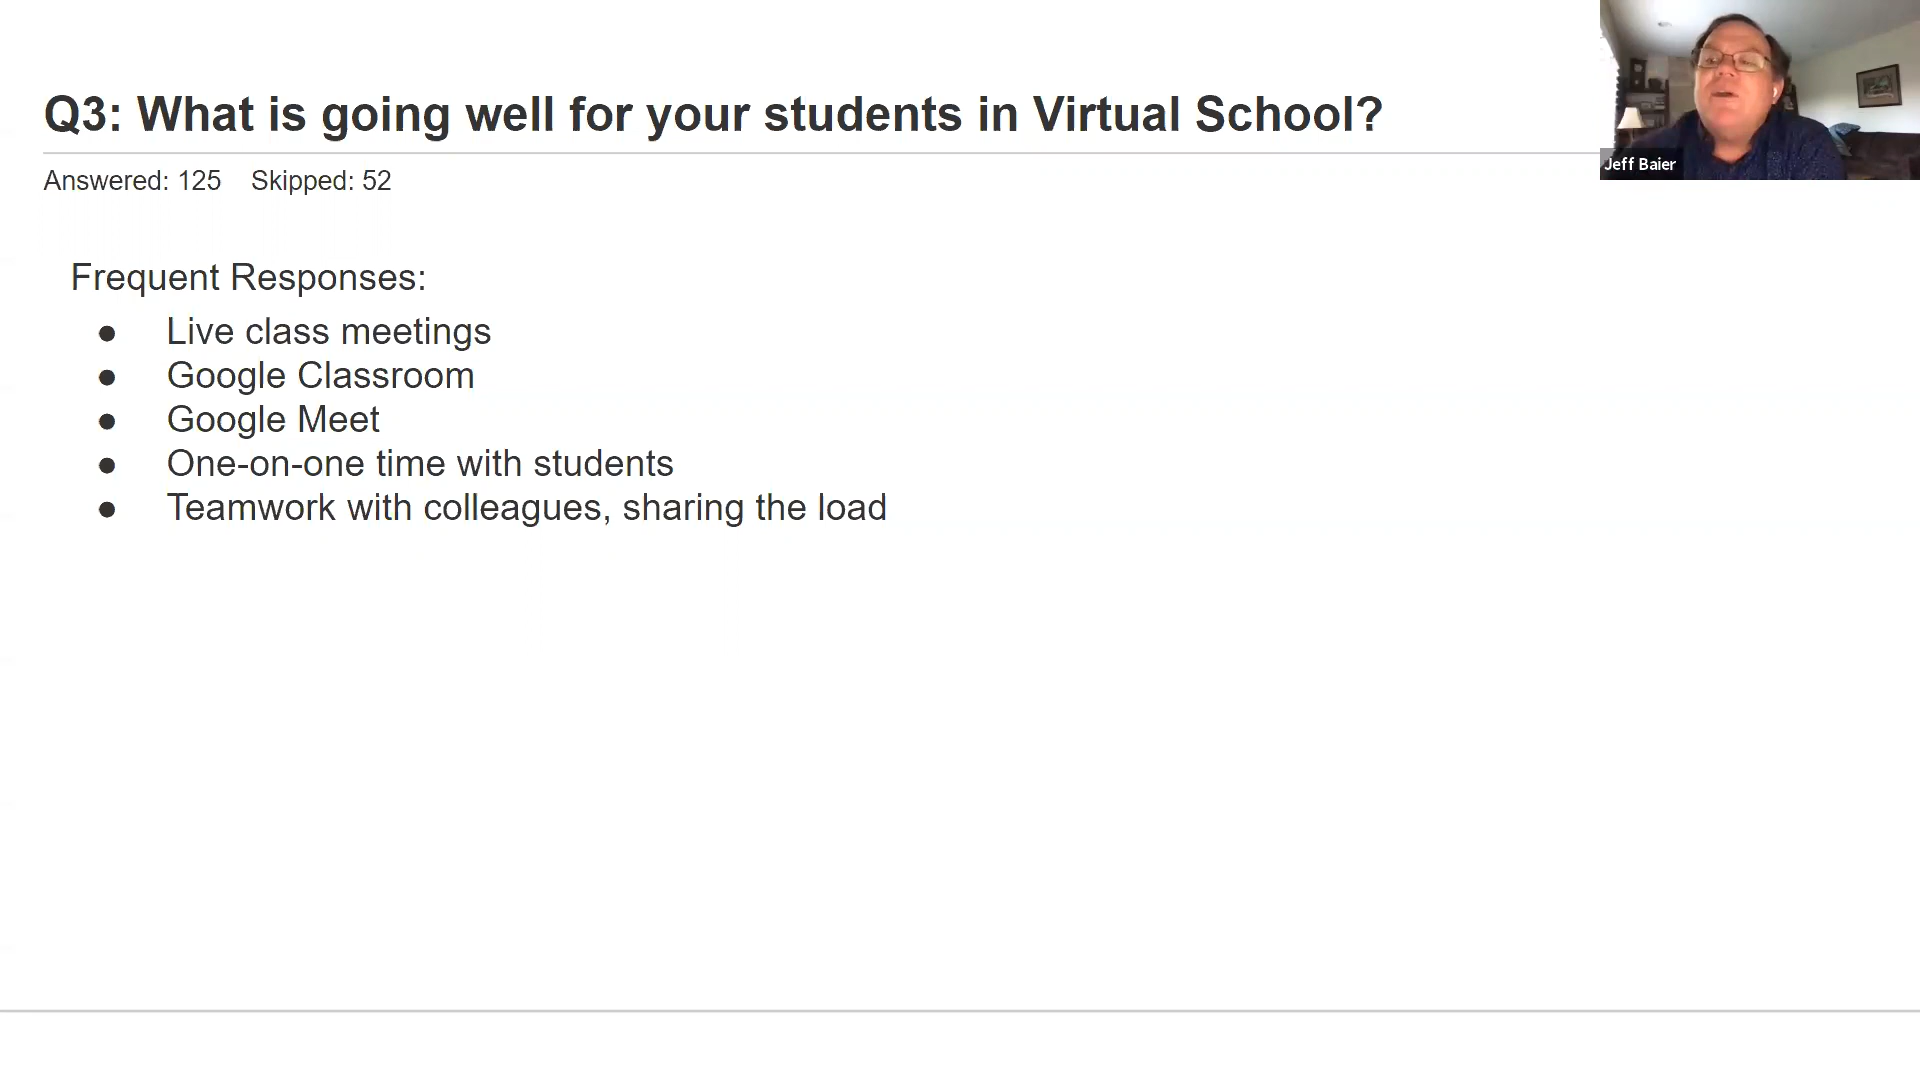 Q3: What is going well for your students in Virtual School?
Answered: 125 Skipped: 52
Jeff Baier
Frequent Responses:
● Live class meetings
● Google Classroom
● Google Meet
● One-on-one time with students
● Teamwork with colleagues, sharing the load